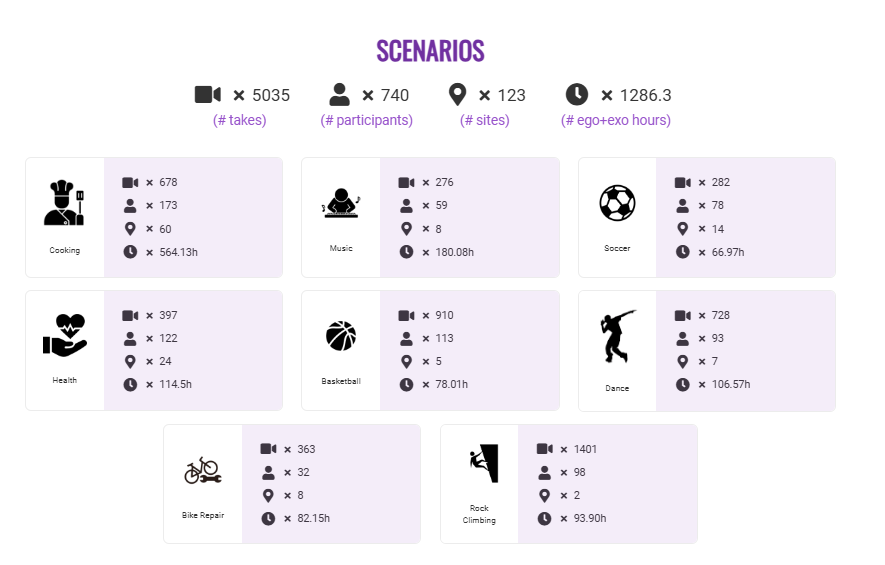 SCENARIOS
× 5035 × 740 × 123 × 1286.3
(# takes) (# participants) (# sites) (# ego+exo hours)
× 678
× 173
× 60
× 564.13h
Cooking
× 276
× 59
× 8
× 180.08h
Music
× 282
× 78
× 14
× 66.97h
Soccer
× 397
× 122
× 24
× 114.5h
Health
× 910
× 113
× 5
× 78.01h
Basketball
× 728
× 93
× 7
× 106.57h
Dance
× 363
× 32
× 8
× 82.15h
Bike Repair
× 1401
× 98
× 2
× 93.90h
Rock
Climbing